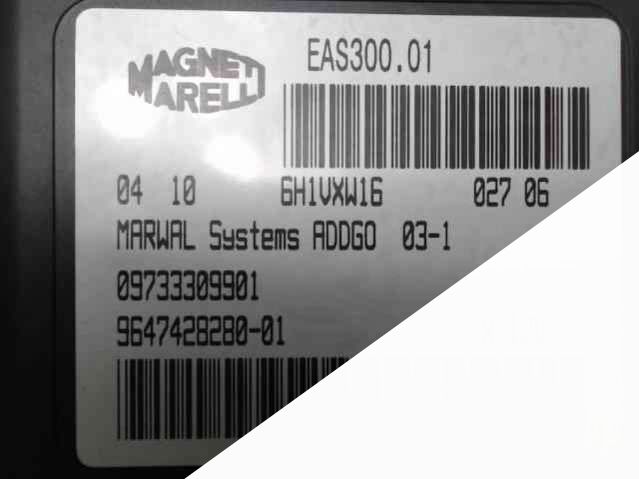 MAGNETI
MARELLI
EAS300.01
04 10 6H1VXW16 027 06
MARWAL Systems ADDGO 03-1
09733309901
9647428280-01